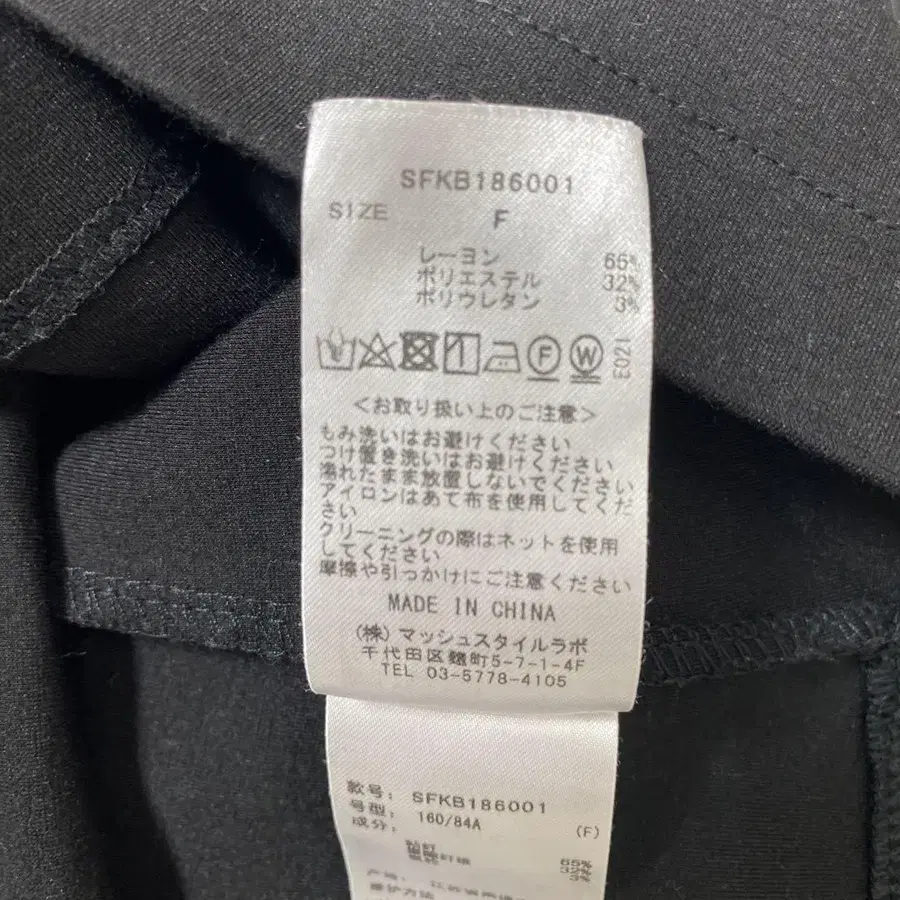 SFKB186001
SIZE F
レーヨン 65%
ポリエステル 32%
ポリウレタン 3%
F W E021
<お取り扱い上のご注意>
もみ洗いはお避けください
つけ置き洗いはお避けください
濡れたまま放置しないでください
アイロンはあて布を使用してくだ
さい
クリーニングの際はネットを使用
してください
摩擦や引っかけにご注意ください
MADE IN CHINA
(株)マッシュスタイルラボ
千代田区麹町5-7-1-4F
TEL 03-5778-4105
款号: SFKB186001
号型: 160/84A (F)
成分:
65%
32%
3%
产地:
维护方法